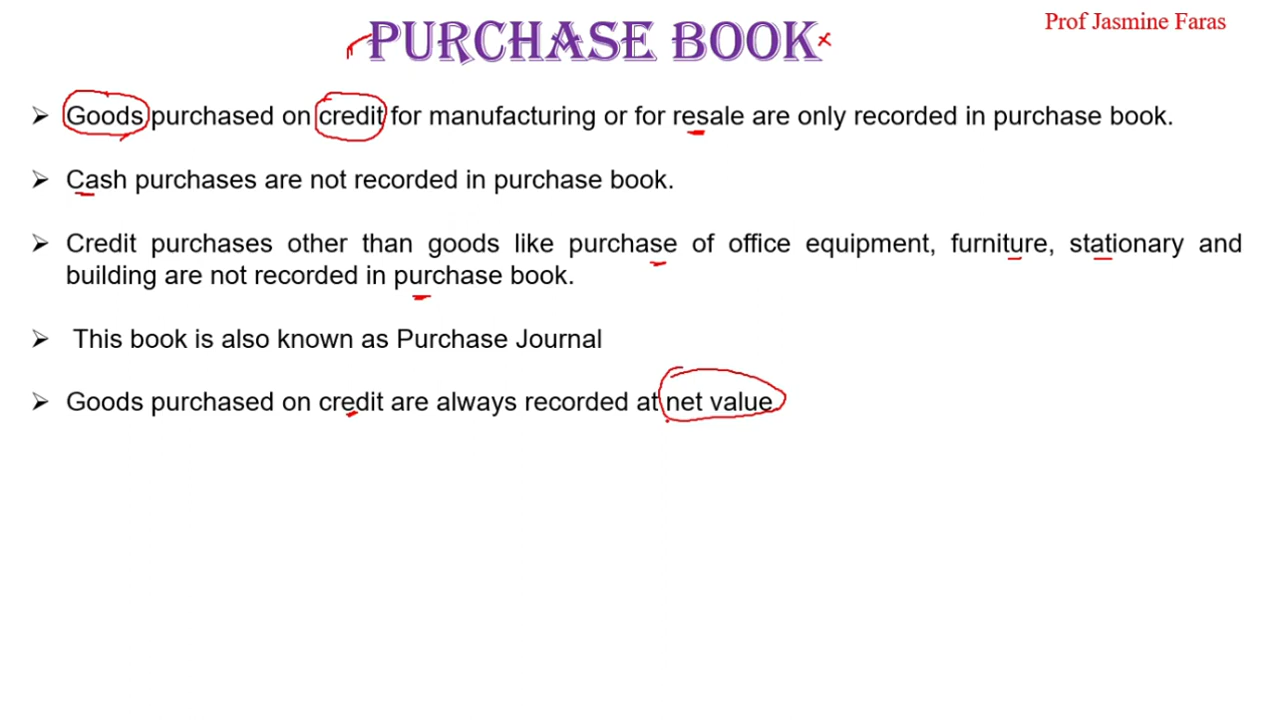 Prof Jasmine Faras
PURCHASE BOOK
➢ Goods purchased on credit for manufacturing or for resale are only recorded in purchase book.
➢ Cash purchases are not recorded in purchase book.
➢ Credit purchases other than goods like purchase of office equipment, furniture, stationary and
building are not recorded in purchase book.
➢ This book is also known as Purchase Journal
➢ Goods purchased on credit are always recorded at net value.